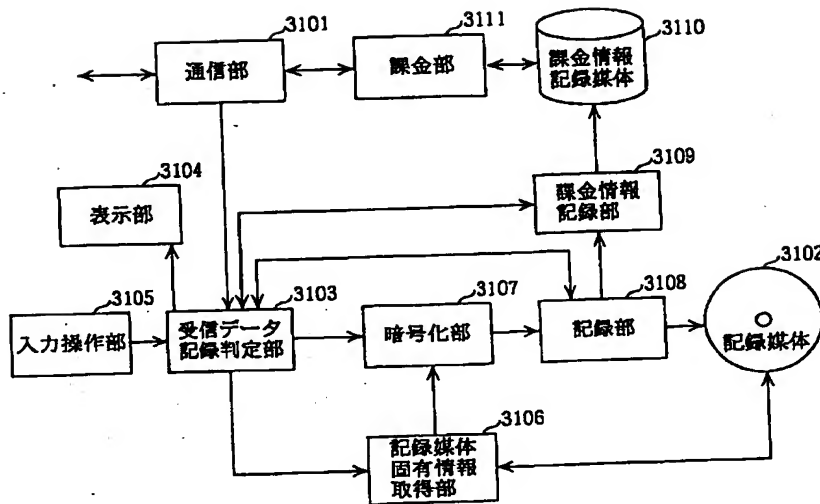 3101
通信部
3111
課金部
3110
課金情報
記録媒体
3104
表示部
3109
課金情報
記録部
3105
入力操作部
3103
受信データ
記録判定部
3107
暗号化部
3108
記録部
3102
記録媒体
3106
記録媒体
固有情報
取得部